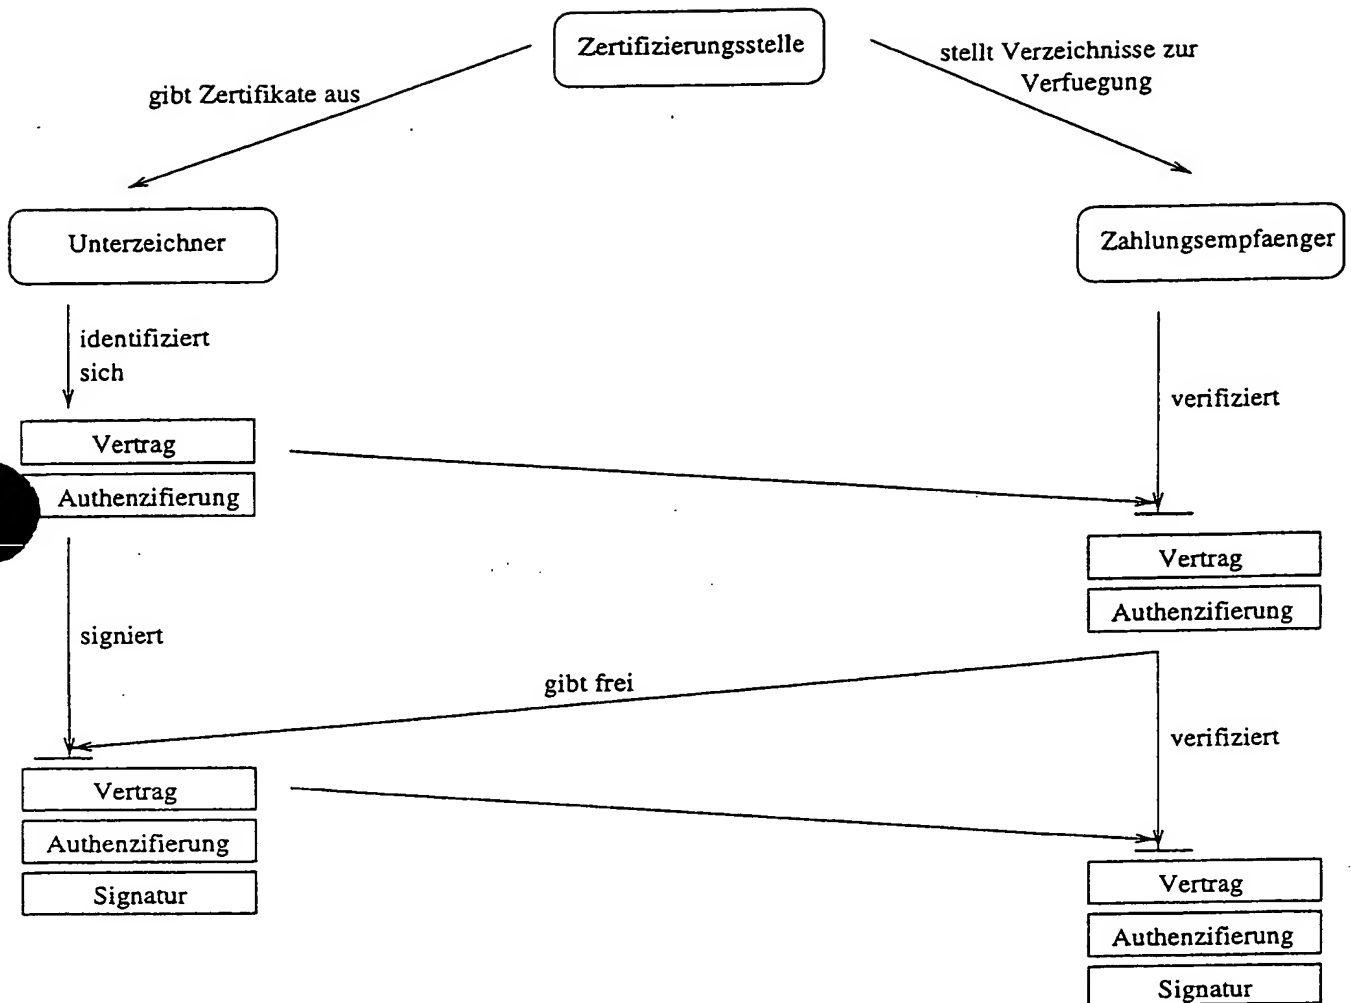 Zertifizierungsstelle
stellt Verzeichnisse zur
Verfuegung
gibt Zertifikate aus
Unterzeichner
Zahlungsempfaenger
identifiziert
sich
verifiziert
Vertrag
Authenzifierung
Vertrag
Authenzifierung
signiert
gibt frei
verifiziert
Vertrag
Authenzifierung
Signatur
Vertrag
Authenzifierung
Signatur